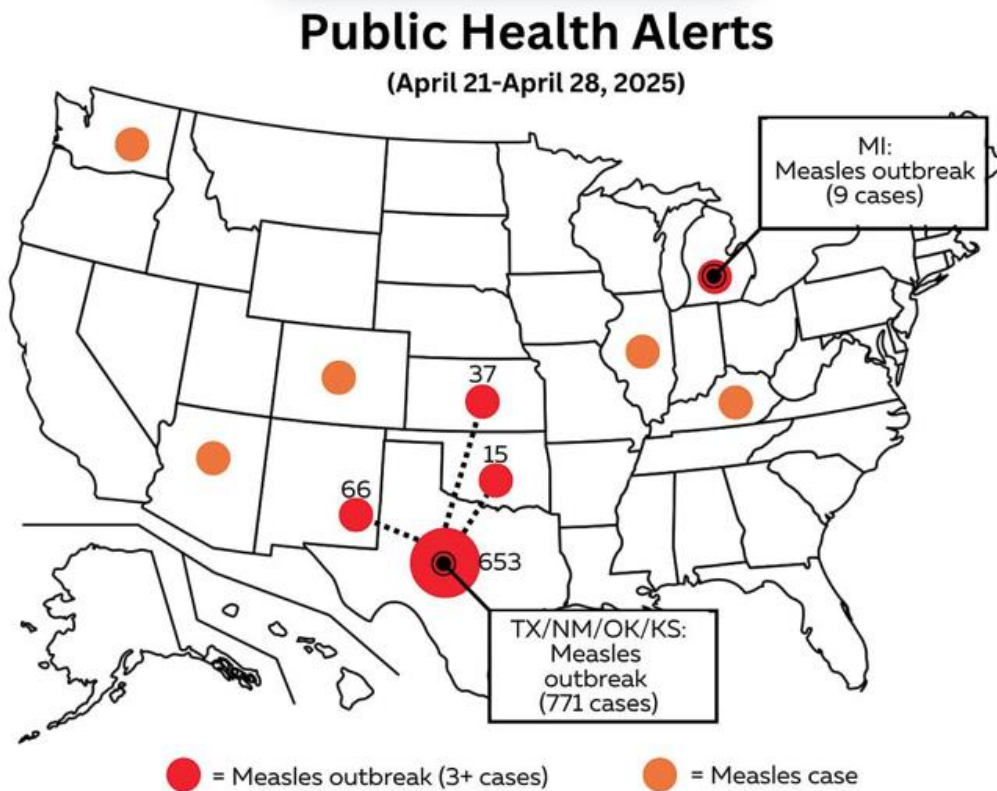 Public Health Alerts
(April 21-April 28, 2025)
MI:
Measles outbreak
(9 cases)
37
15
66
653
TX/NM/OK/KS:
Measles
outbreak
(771 cases)
= Measles outbreak (3+ cases)
= Measles case